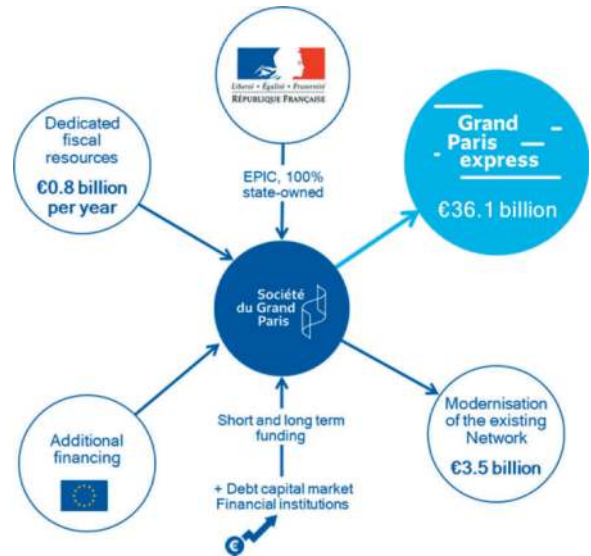 Liberté • Égalité • Fraternité
RÉPUBLIQUE FRANÇAISE
Dedicated
fiscal
resources
€0.8 billion
per year
EPIC, 100%
state-owned
Grand
Paris
express
€36.1 billion
Société
du Grand
Paris
Additional
financing
Short and long term
funding
+ Debt capital market
Financial institutions
€
Modernisation
of the existing
Network
€3.5 billion